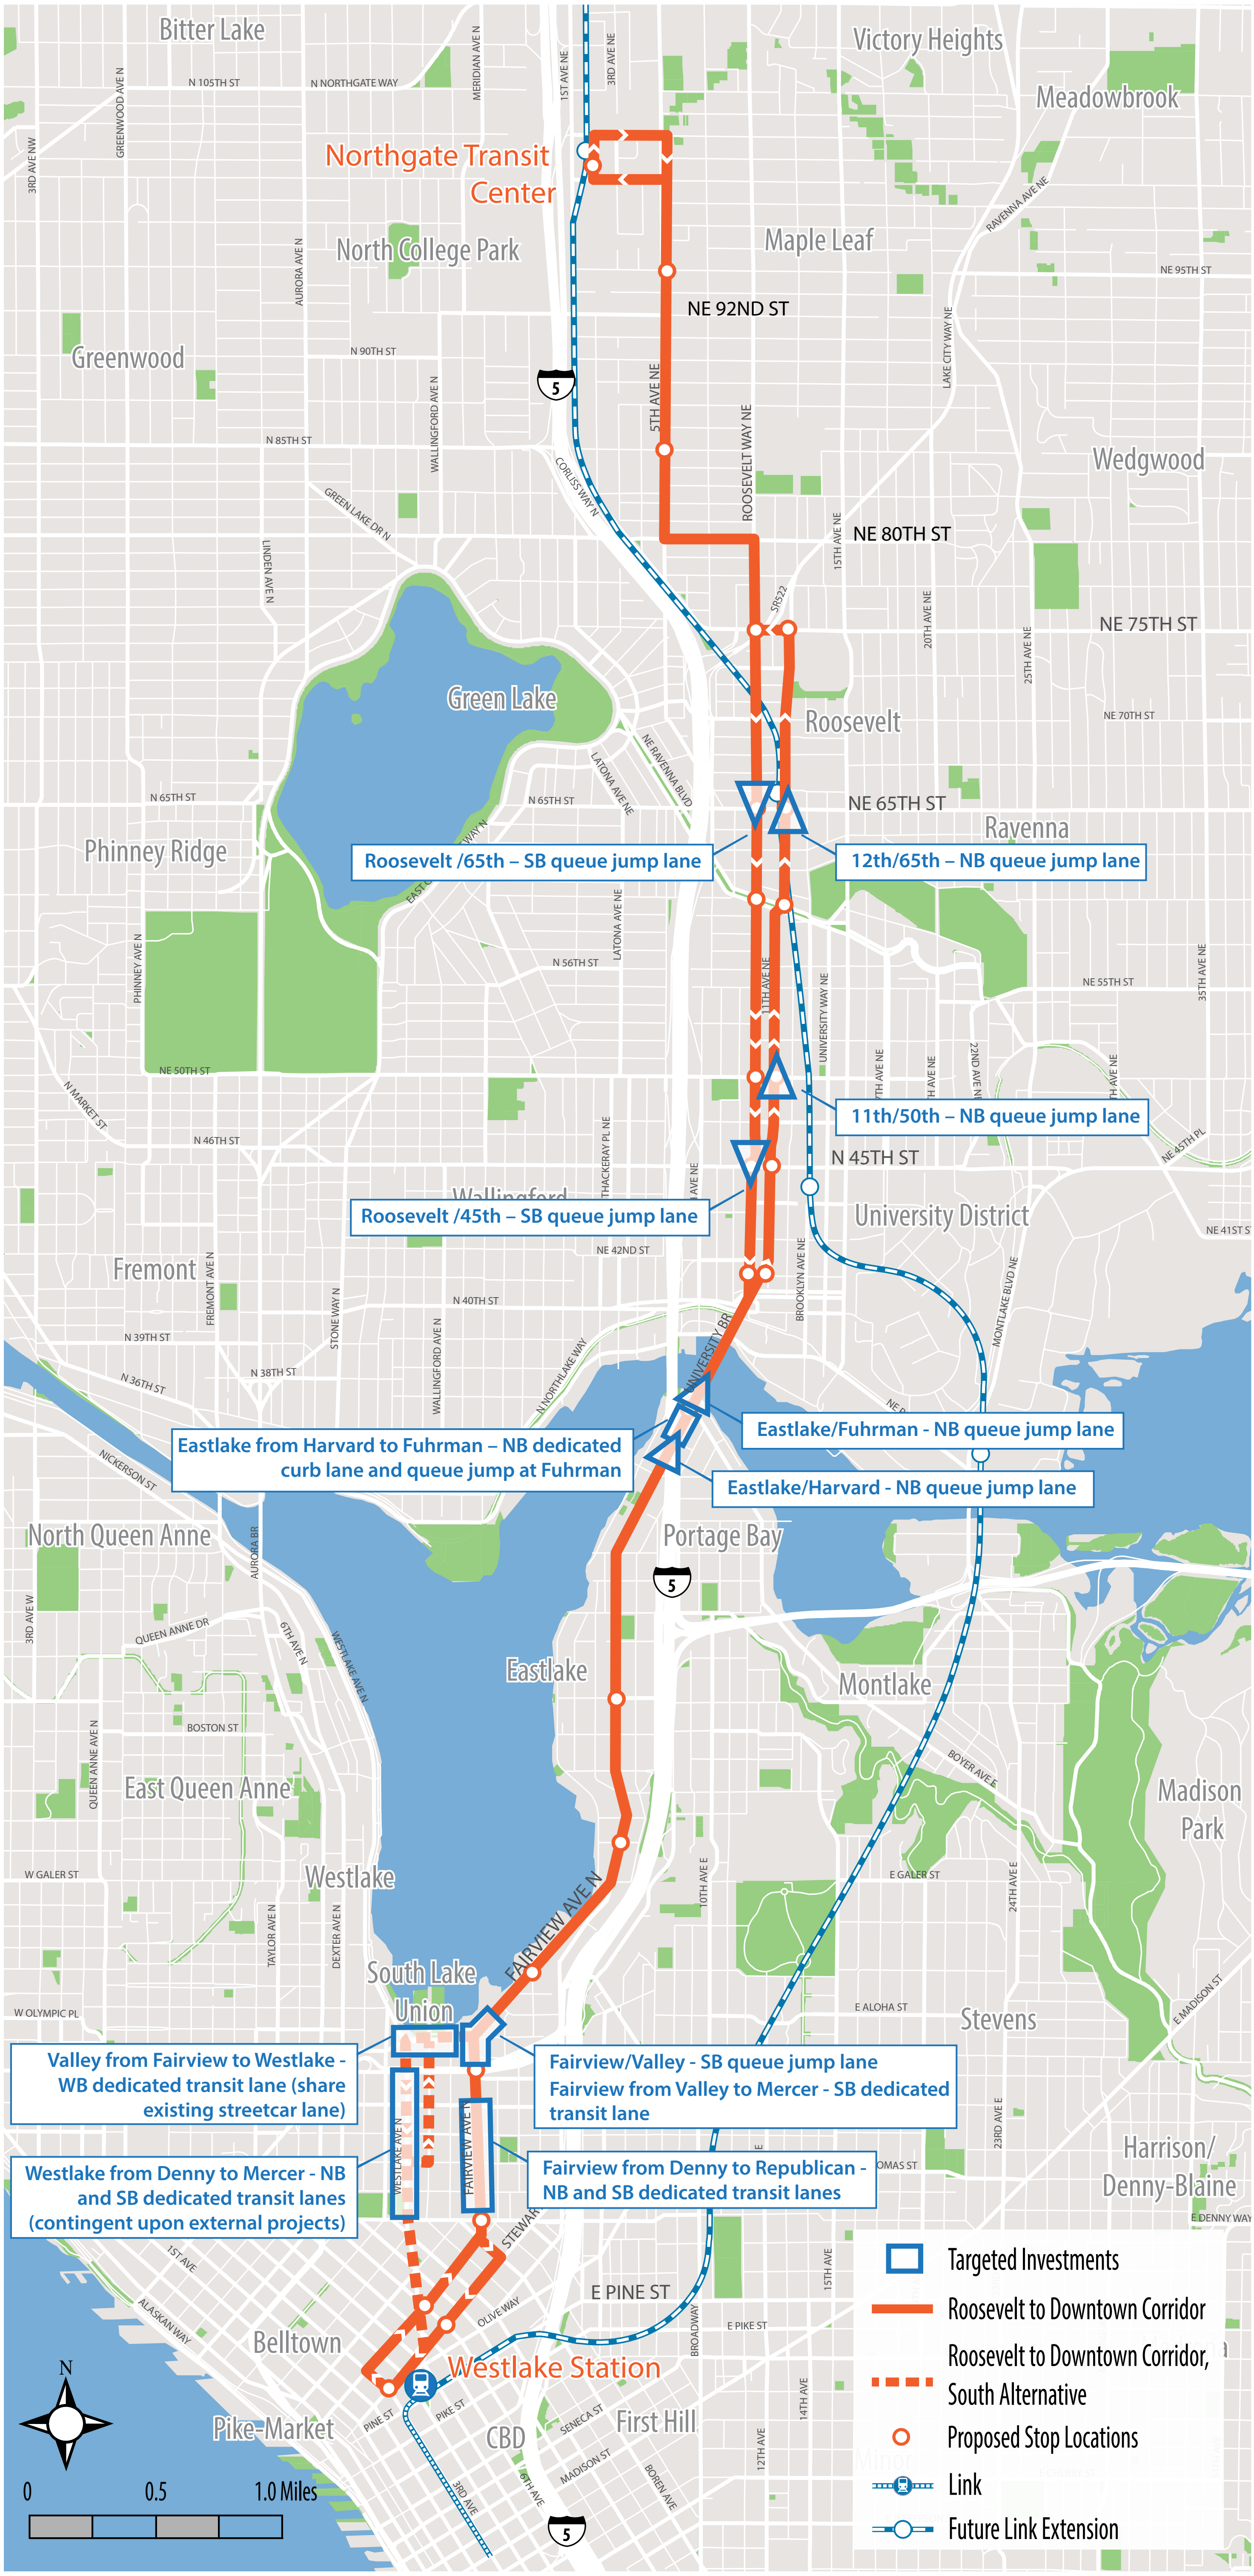 Bitter Lake
Victory Heights
MERIDIAN AVE N
1ST AVE NE
3RD AVE NE
GREENWOOD AVE N
N 105TH ST
N NORTHGATE WAY
Meadowbrook
3RD AVE NW
Northgate Transit
Center
RAVENNA AVE NE
North College Park
Maple Leaf
AURORA AVE N
NE 95TH ST
NE 92ND ST
LAKE CITY WAY NE
Greenwood
N 90TH ST
5
5TH AVE NE
WALLINGFORD AVE N
ROOSEVELT WAY NE
N 85TH ST
Wedgwood
CORLISS WAY N
GREEN LAKE DR N
NE 80TH ST
15TH AVE NE
LINDEN AVE N
SR522
20TH AVE NE
NE 75TH ST
25TH AVE NE
Green Lake
Roosevelt
NE 70TH ST
NE RAVENNA BLVD
LATONA AVE NE
N 65TH ST
N 65TH ST
NE 65TH ST
Phinney Ridge
WAY N
EAST G
Ravenna
Roosevelt /65th – SB queue jump lane
12th/65th – NB queue jump lane
LATONA AVE NE
PHINNEY AVE N
N 56TH ST
11TH AVE NE
UNIVERSITY WAY NE
NE 55TH ST
35TH AVE NE
NE 50TH ST
22ND AVE NE
N MARKET ST
11th/50th – NB queue jump lane
N 46TH ST
THACKERAY PL NE
AVE NE
N 45TH ST
NE 45TH PL
Wallingford
Roosevelt /45th – SB queue jump lane
University District
NE 41ST ST
NE 42ND ST
Fremont
FREMONT AVE N
BROOKLYN AVE NE
MONTLAKE BLVD NE
STONE WAY N
N 40TH ST
N 39TH ST
WALLINGFORD AVE N
UNIVERSITY BR
N 38TH ST
N 36TH ST
N NORTHLAKE WAY
Eastlake/Fuhrman - NB queue jump lane
Eastlake from Harvard to Fuhrman – NB dedicated
curb lane and queue jump at Fuhrman
NICKERSON ST
Eastlake/Harvard - NB queue jump lane
North Queen Anne
AURORA BR
Portage Bay
5
3RD AVE W
QUEEN ANNE DR
6TH AVE N
WESTLAKE AVE N
Eastlake
Montlake
BOSTON ST
QUEEN ANNE AVE N
BOYER AVE E
East Queen Anne
Madison
Park
Westlake
W GALER ST
E GALER ST
10TH AVE E
24TH AVE E
TAYLOR AVE N
DEXTER AVE N
FAIRVIEW AVE N
South Lake
Union
W OLYMPIC PL
E ALOHA ST
Stevens
E MADISON ST
Valley from Fairview to Westlake -
WB dedicated transit lane (share
existing streetcar lane)
Fairview/Valley - SB queue jump lane
Fairview from Valley to Mercer - SB dedicated
transit lane
WESTLAKE AVE N
FAIRVIEW AVE N
23RD AVE E
Harrison/
Denny-Blaine
Westlake from Denny to Mercer - NB
and SB dedicated transit lanes
(contingent upon external projects)
Fairview from Denny to Republican -
NB and SB dedicated transit lanes
OMAS ST
E DENNY WAY
STEWAR
1ST AVE
ALASKAN WAY
E PINE ST
15TH AVE
OLIVE WAY
BROADWAY
E PIKE ST
Belltown
Westlake Station
Pike-Market
PINE ST
PIKE ST
CBD
SENECA ST
First Hill
14TH AVE
12TH AVE
MADISON ST
BOREN AVE
3RD AVE
6TH AVE
5
N
0
0.5
1.0 Miles
Targeted Investments
Roosevelt to Downtown Corridor
Roosevelt to Downtown Corridor,
South Alternative
Proposed Stop Locations
Link
Future Link Extension